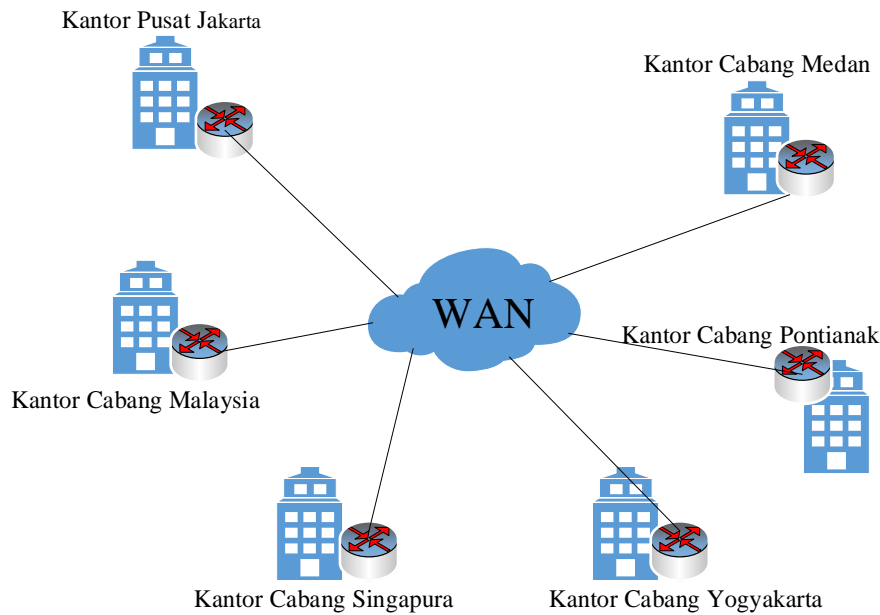 Kantor Pusat Jakarta
Kantor Cabang Medan
WAN
Kantor Cabang Pontianak
Kantor Cabang Malaysia
Kantor Cabang Singapura
Kantor Cabang Yogyakarta